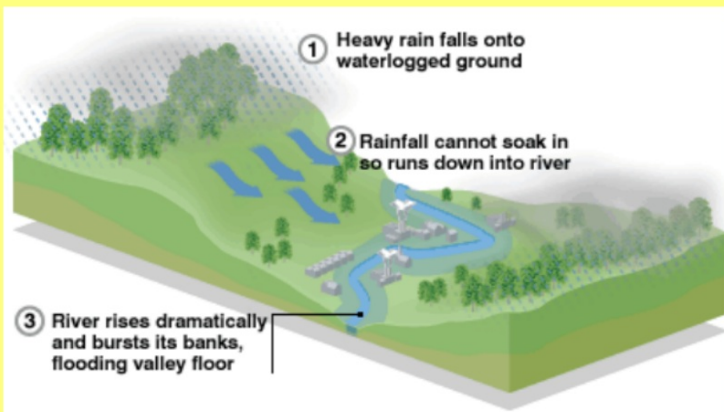 1 Heavy rain falls onto
waterlogged ground
2 Rainfall cannot soak in
so runs down into river
3 River rises dramatically
and bursts its banks,
flooding valley floor